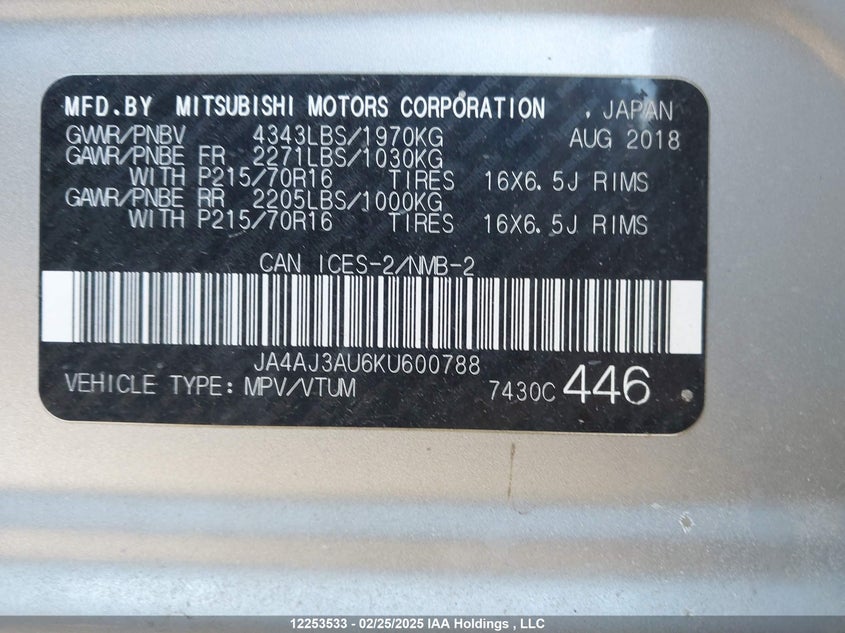 MFD.BY MITSUBISHI MOTORS CORPORATION , JAPAN
GVWR/PNBV 4343LBS/1970KG AUG 2018
GAWR/PNBE FR 2271LBS/1030KG
WITH P215/70R16 TIRES 16X6.5J RIMS
GAWR/PNBE RR 2205LBS/1000KG
WITH P215/70R16 TIRES 16X6.5J RIMS
CAN ICES-2/NMB-2
JA4AJ3AU6KU600788
VEHICLE TYPE: MPV/VTUM 7430C 446
12253533 - 02/25/2025 IAA Holdings , LLC